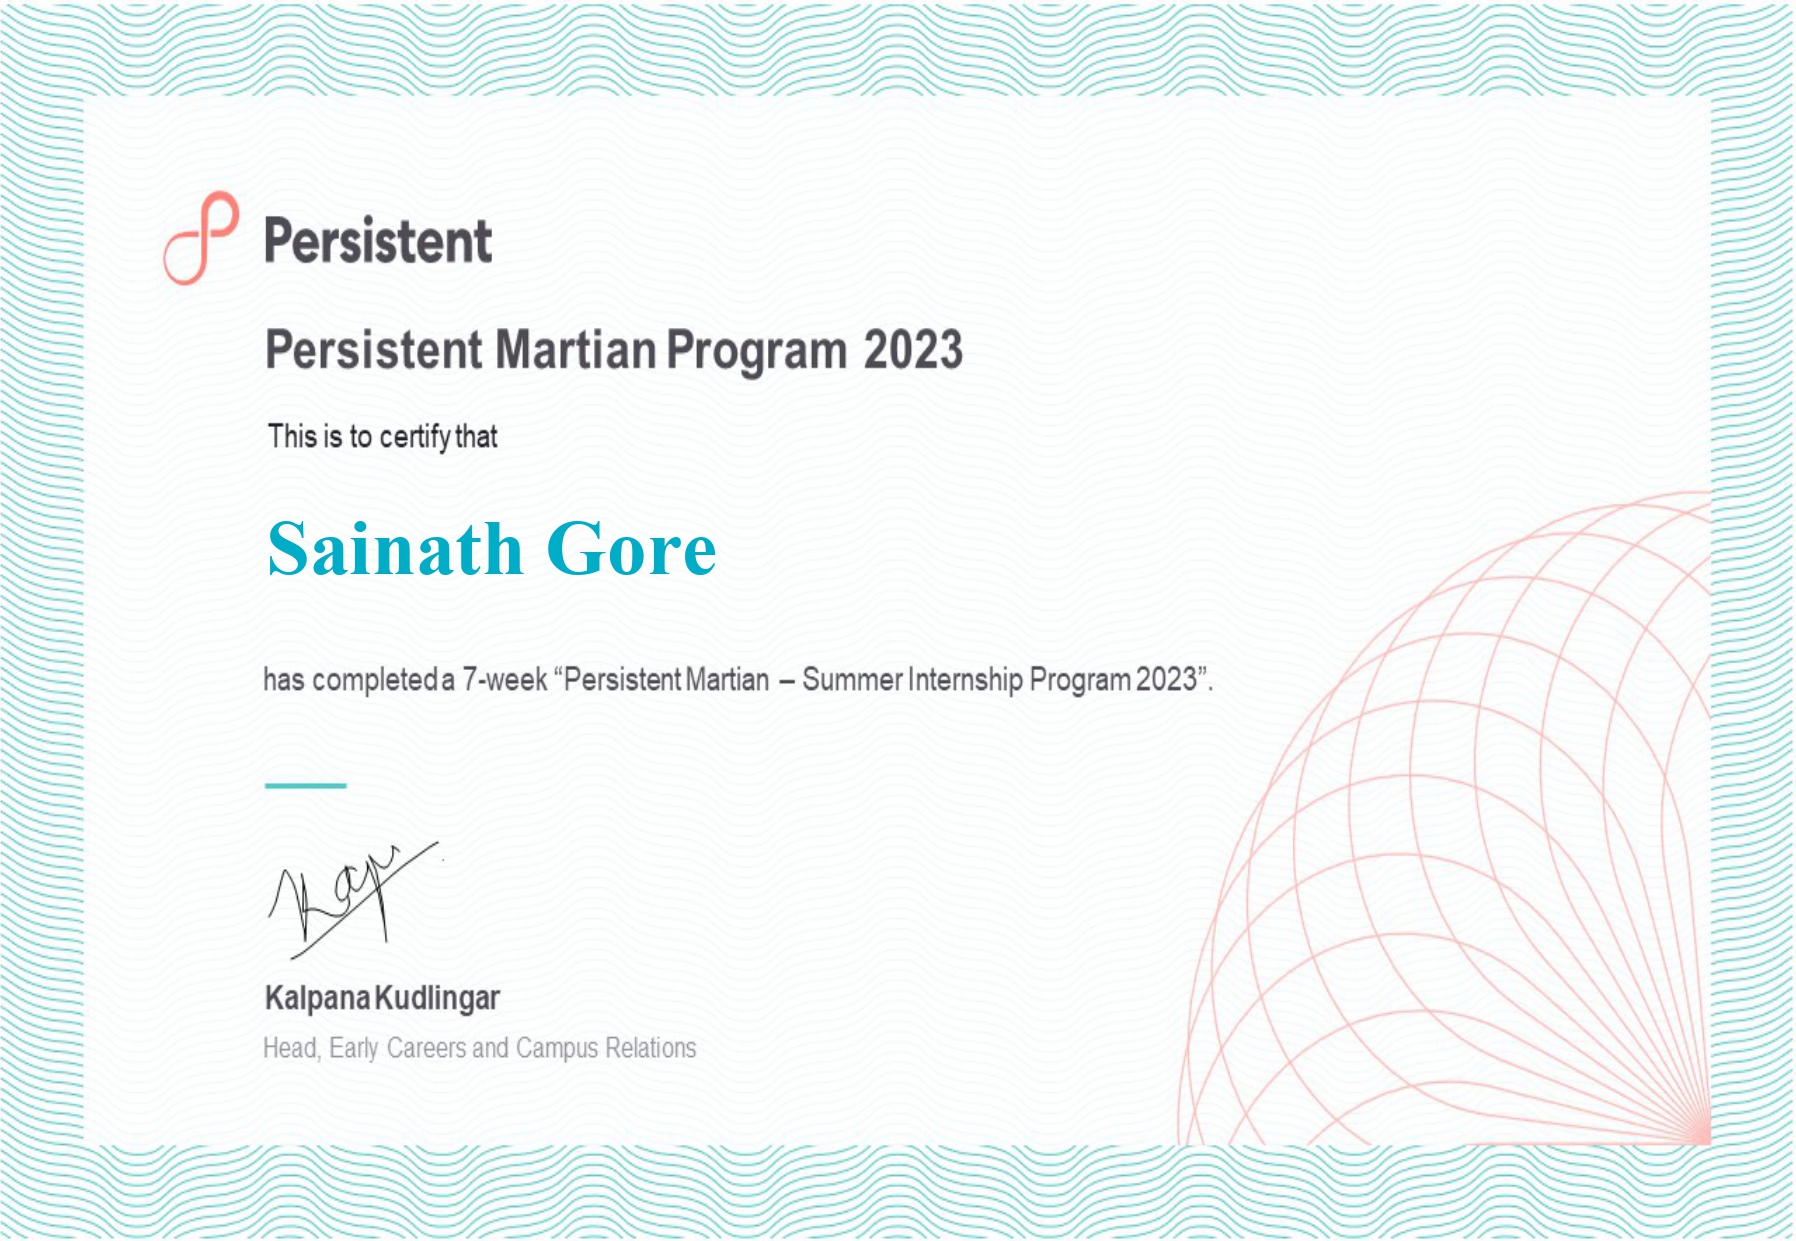 Persistent
Persistent Martian Program 2023
This is to certify that
Sainath Gore
has completed a 7-week “Persistent Martian – Summer Internship Program 2023”.
Kalpana Kudlingar
Head, Early Careers and Campus Relations